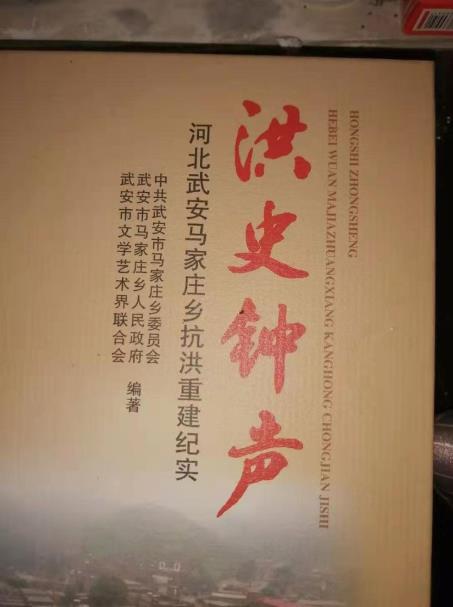 HONGSHI ZHONGSHENG
HEBEI WUAN MAJIAZHUANGXIANG KANGHONG CHONGJIAN JISHI
洪史钟声
河北武安马家庄乡抗洪重建纪实
中共武安市马家庄乡委员会
武安市马家庄乡人民政府
武安市文学艺术界联合会
编著